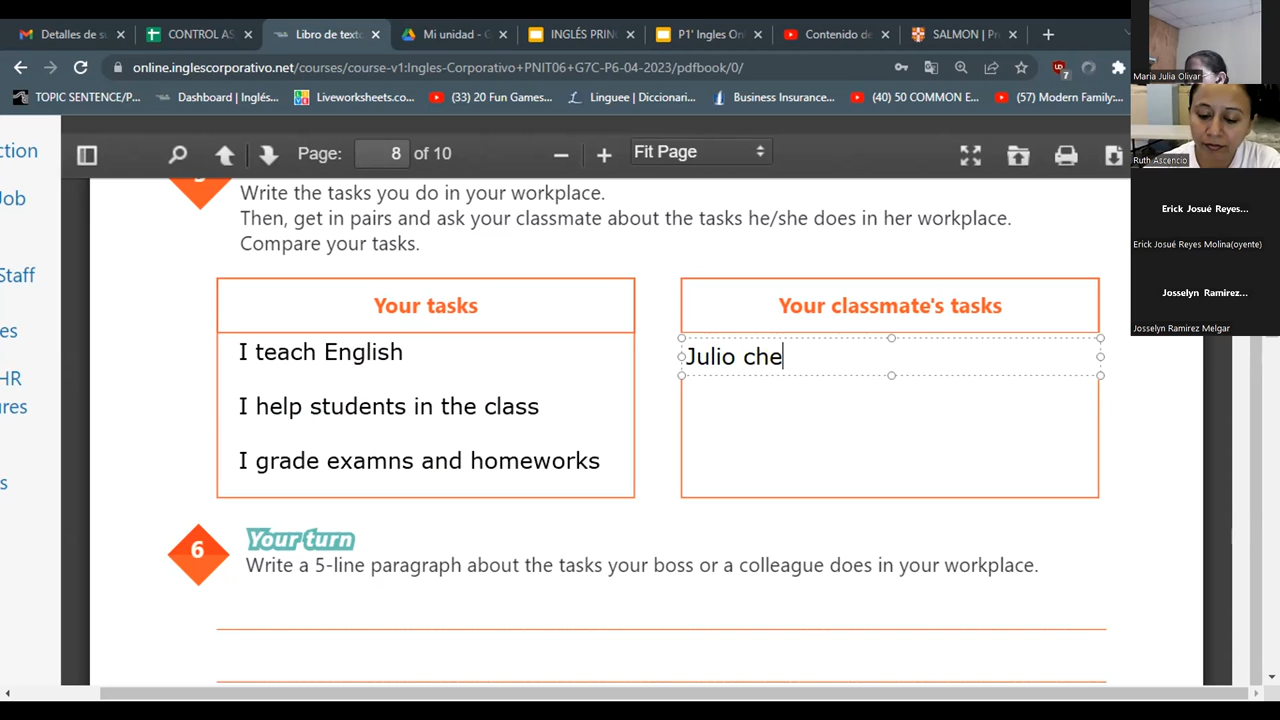 Detalles de su
CONTROL AS
Libro de texto
Mi unidad - G
INGLÉS PRIN
P1' Ingles On
Contenido de
SALMON | Pr
online.inglescorporativo.net/courses/course-v1:Ingles-Corporativo+PNIT06+G7C-P6-04-2023/pdfbook/0/
7
TOPIC SENTENCE/P...
Dashboard | Inglés...
Liveworksheets.co...
(33) 20 Fun Games...
Linguee | Diccionari...
Business Insurance...
(40) 50 COMMON E...
(57) Modern Family:...
Maria Julia Olivar
Ruth Ascencio
Erick Josué Reyes...
Erick Josué Reyes Molina(oyente)
Josselyn Ramirez...
Josselyn Ramirez Melgar
ction
Job
Staff
es
HR
ures
s
Page: 8 of 10
Fit Page
Write the tasks you do in your workplace.
Then, get in pairs and ask your classmate about the tasks he/she does in her workplace.
Compare your tasks.
Your tasks
I teach English
I help students in the class
I grade examns and homeworks
Your classmate's tasks
Julio che
6
Your turn
Write a 5-line paragraph about the tasks your boss or a colleague does in your workplace.